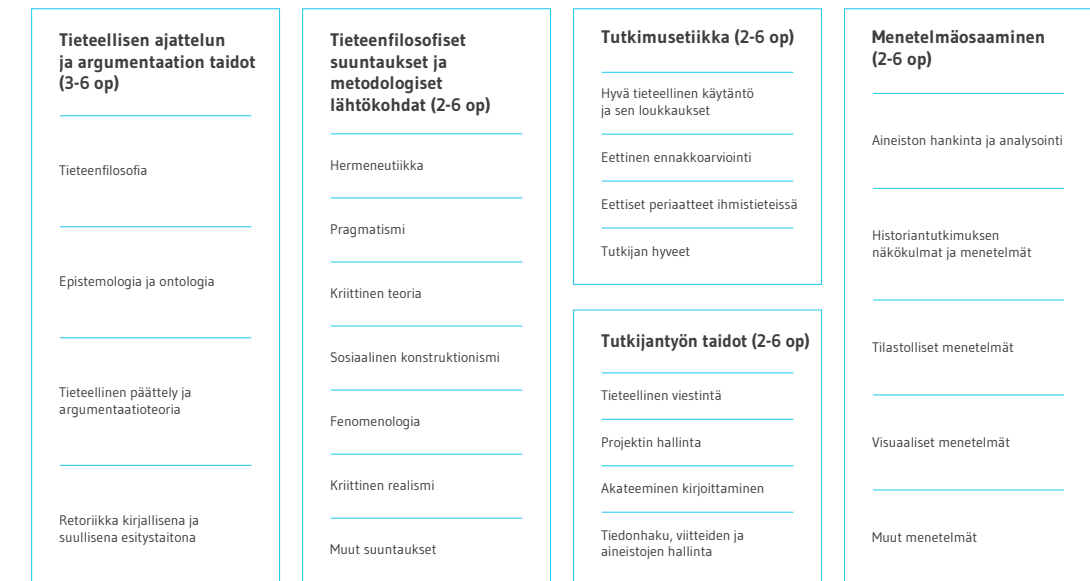 Tieteellisen ajattelun
ja argumentaation taidot
(3-6 op)
Tieteenfilosofia
Epistemologia ja ontologia
Tieteellinen päättely ja
argumentaatioteoria
Retoriikka kirjallisena ja
suullisena esitystaitona
Tieteenfilosofiset
suuntaukset ja
metodologiset
lähtökohdat (2-6 op)
Hermeneutiikka
Pragmatismi
Kriittinen teoria
Sosiaalinen konstruktionismi
Fenomenologia
Kriittinen realismi
Muut suuntaukset
Tutkimusetiikka (2-6 op)
Hyvä tieteellinen käytäntö
ja sen loukkaukset
Eettinen ennakkoarviointi
Eettiset periaatteet ihmistieteissä
Tutkijan hyveet
Tutkijantyön taidot (2-6 op)
Tieteellinen viestintä
Projektin hallinta
Akateeminen kirjoittaminen
Tiedonhaku, viitteiden ja
aineistojen hallinta
Menetelmäosaaminen
(2-6 op)
Aineiston hankinta ja analysointi
Historiantutkimuksen
näkökulmat ja menetelmät
Tilastolliset menetelmät
Visuaaliset menetelmät
Muut menetelmät